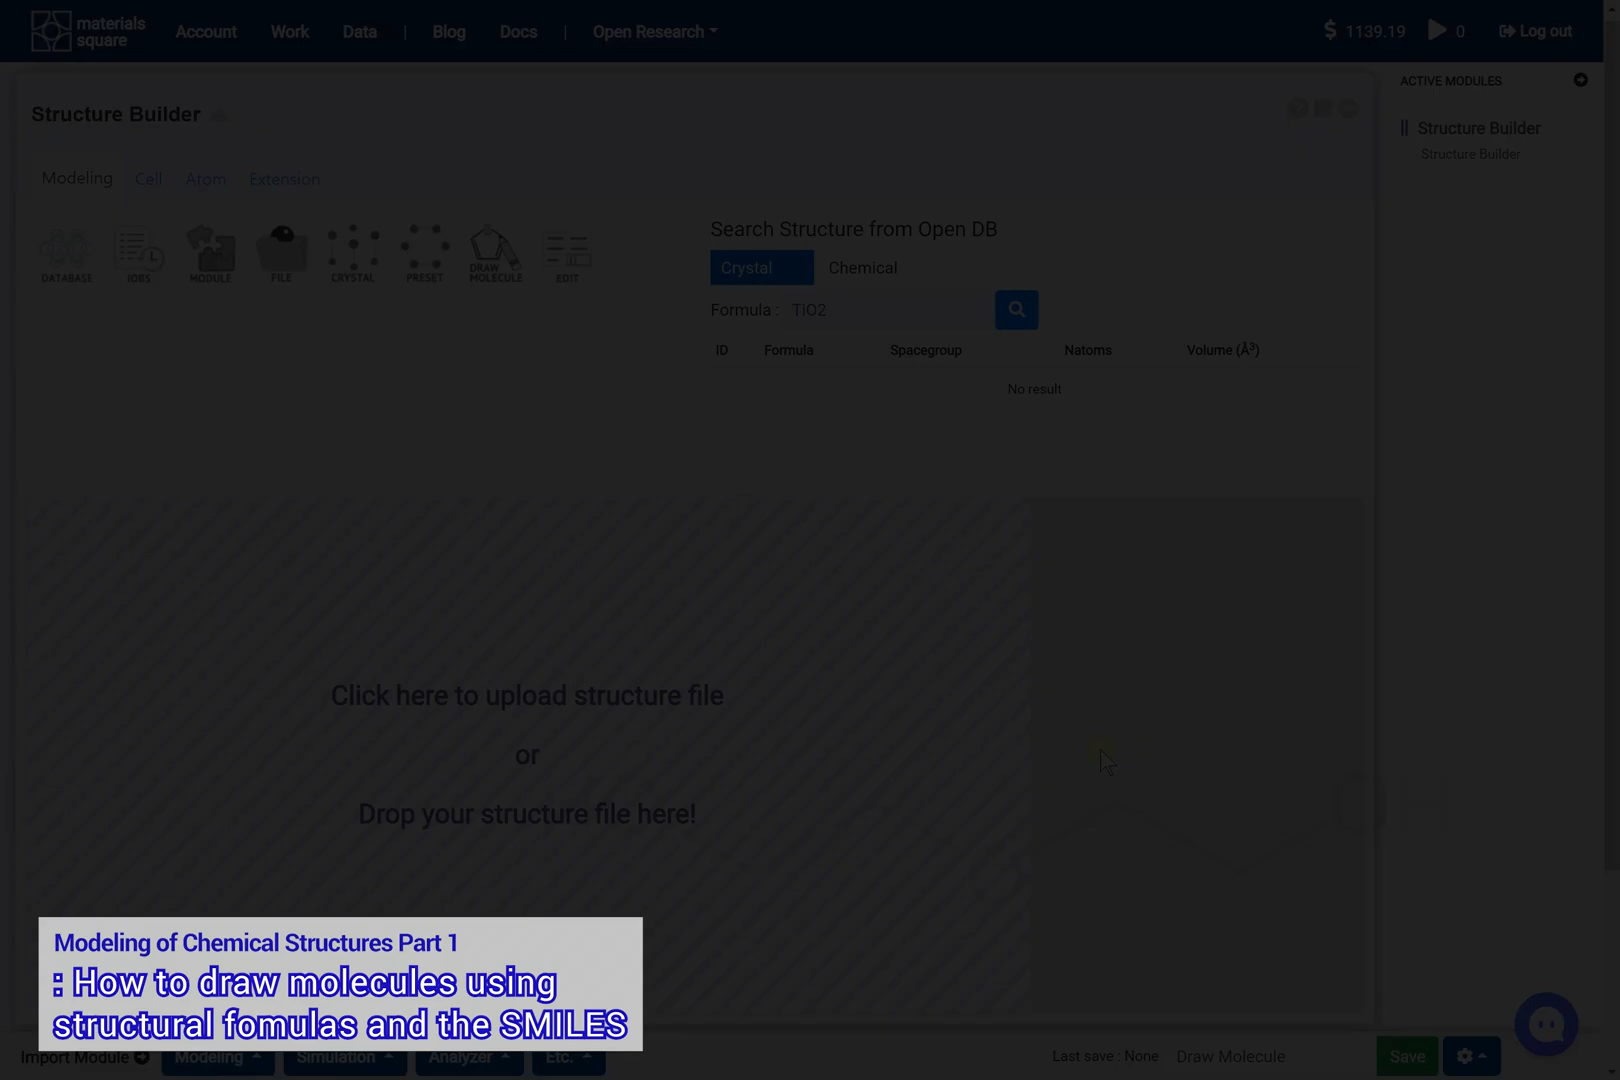 materials
square
Account Work Data | Blog Docs | Open Research
$ 1139.19 0 Log out
ACTIVE MODULES
Structure Builder
Structure Builder
Structure Builder
Modeling Cell Atom Extension
DATABASE JOBS MODULE FILE CRYSTAL PRESET DRAW MOLECULE EDIT
Search Structure from Open DB
Crystal Chemical
Formula : TiO2
ID Formula Spacegroup Natoms Volume (Å³)
No result
Click here to upload structure file
or
Drop your structure file here!
Modeling of Chemical Structures Part 1
: How to draw molecules using
structural fomulas and the SMILES
Import Module Modeling Simulation Analyzer Etc. Last save : None Draw Molecule Save